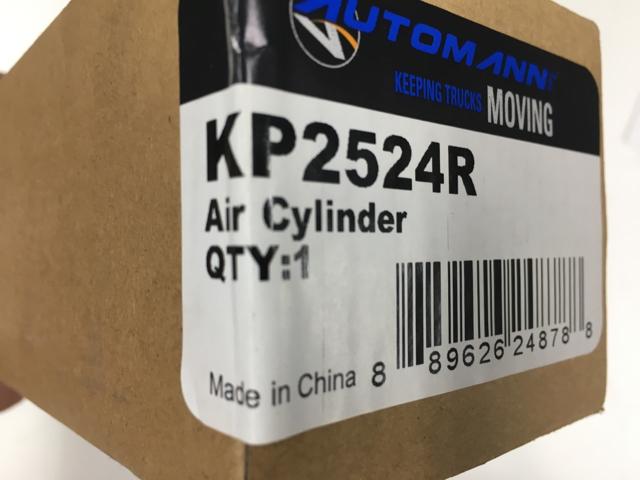 AUTOMANN
KEEPING TRUCKS MOVING
KP2524R
Air Cylinder
QTY:1
Made in China
8 89626 24878 8